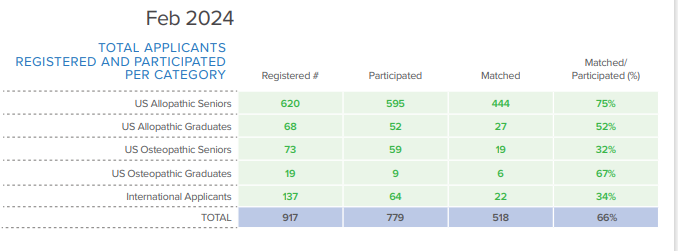 Feb 2024
TOTAL APPLICANTS
REGISTERED AND PARTICIPATED
PER CATEGORY
Registered # Participated Matched Matched/
Participated (%)
US Allopathic Seniors 620 595 444 75%
US Allopathic Graduates 68 52 27 52%
US Osteopathic Seniors 73 59 19 32%
US Osteopathic Graduates 19 9 6 67%
International Applicants 137 64 22 34%
TOTAL 917 779 518 66%